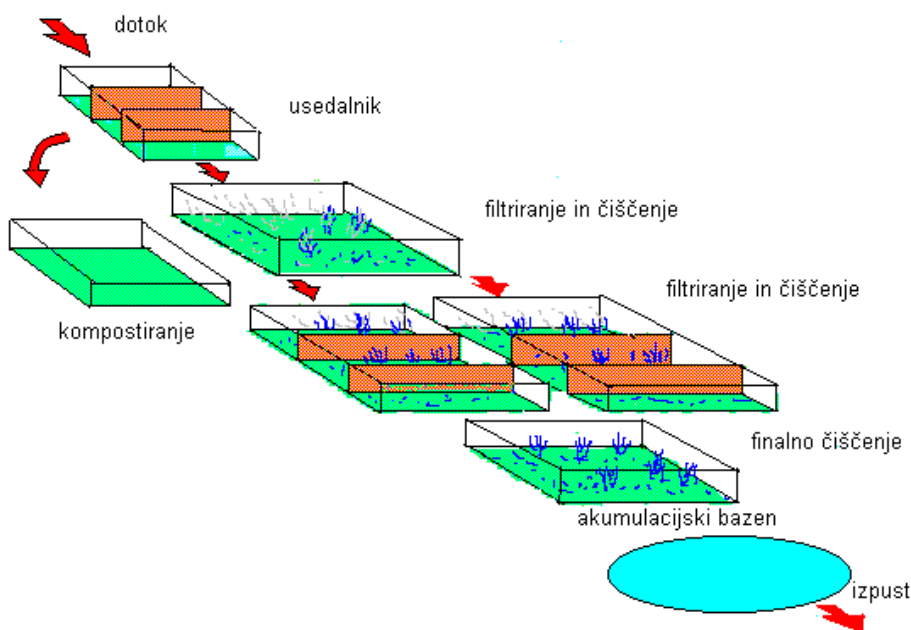 dotok
usedalnik
filtriranje in čiščenje
filtriranje in čiščenje
kompostiranje
finalno čiščenje
akumulacijski bazen
izpust